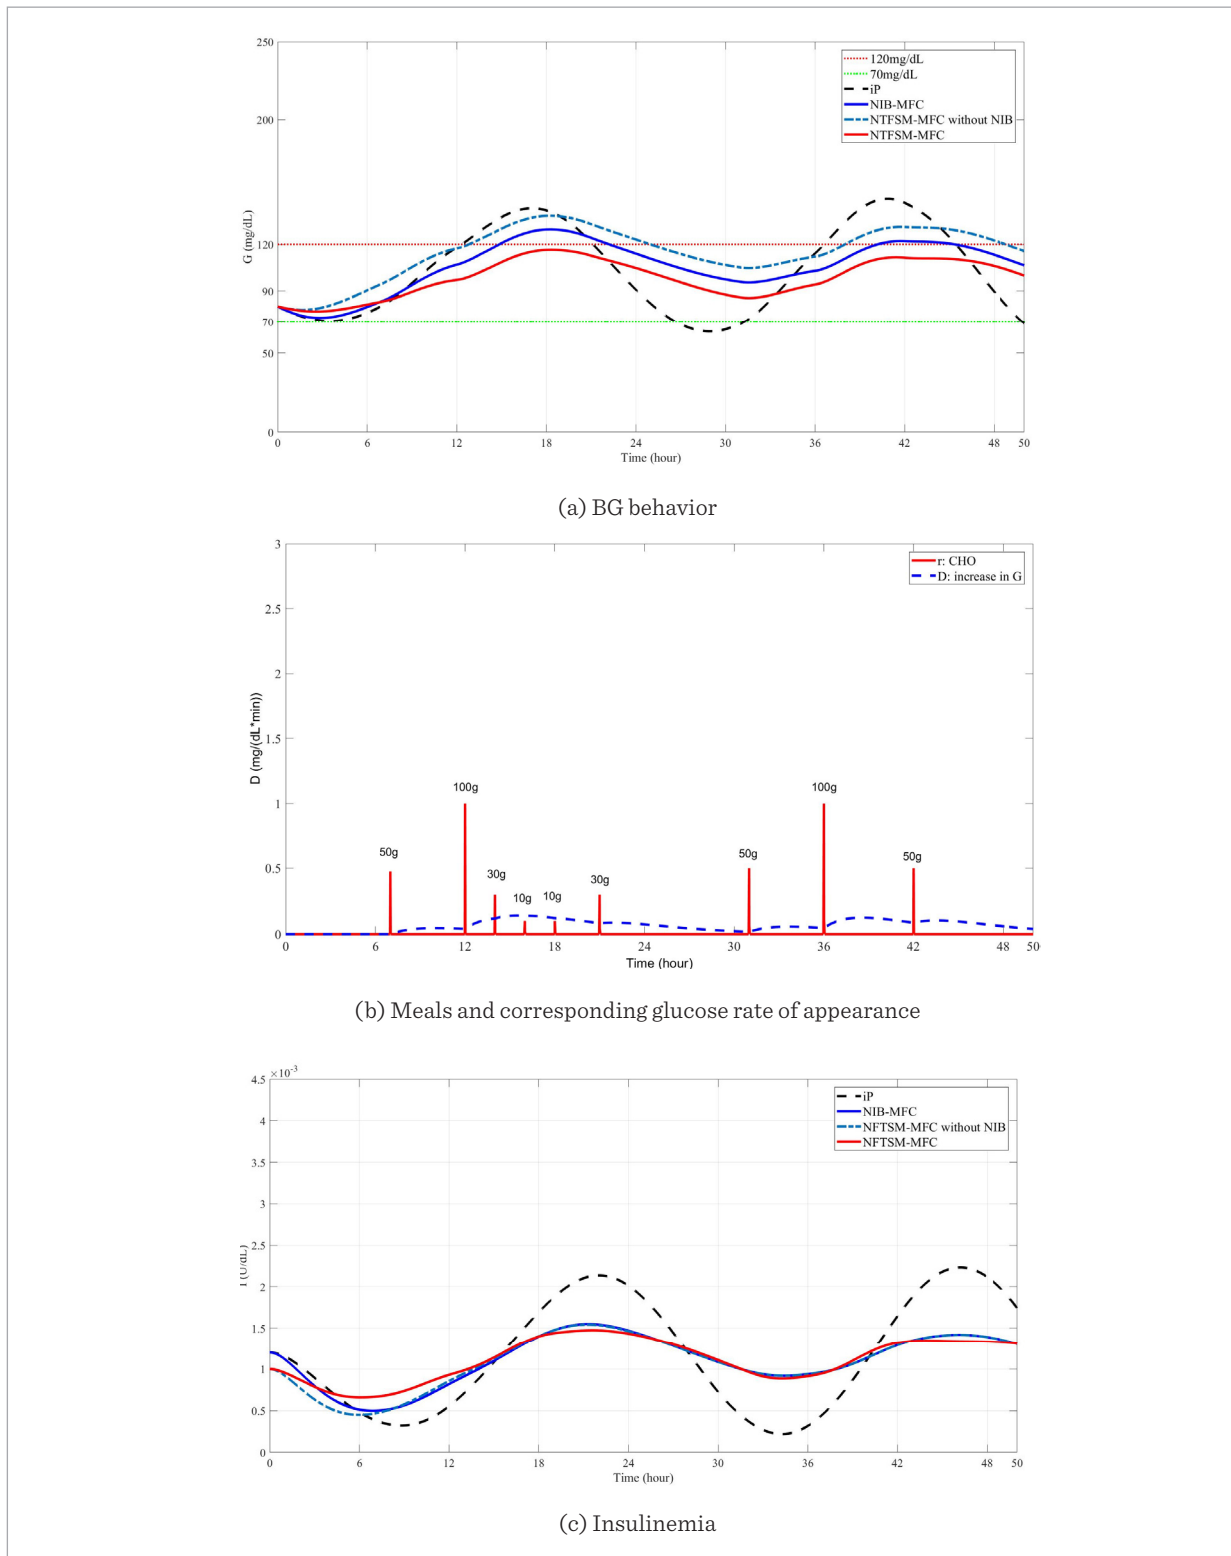 250
200
120
90
70
50
0
G (mg/dL)
120mg/dL
70mg/dL
iP
NIB-MFC
NTFSM-MFC without NIB
NTFSM-MFC
0 6 12 18 24 30 36 42 48 50
Time (hour)
(a) BG behavior
3
2.5
2
1.5
1
0.5
0
D (mg/(dL*min))
r: CHO
D: increase in G
50g
100g
30g
10g
10g
30g
50g
100g
50g
0 6 12 18 24 30 36 42 48 50
Time (hour)
(b) Meals and corresponding glucose rate of appearance
×10⁻³
4.5
4
3.5
3
2.5
2
1.5
1
0.5
0
I (U/dL)
iP
NIB-MFC
NFTSM-MFC without NIB
NFTSM-MFC
0 6 12 18 24 30 36 42 48 50
Time (hour)
(c) Insulinemia